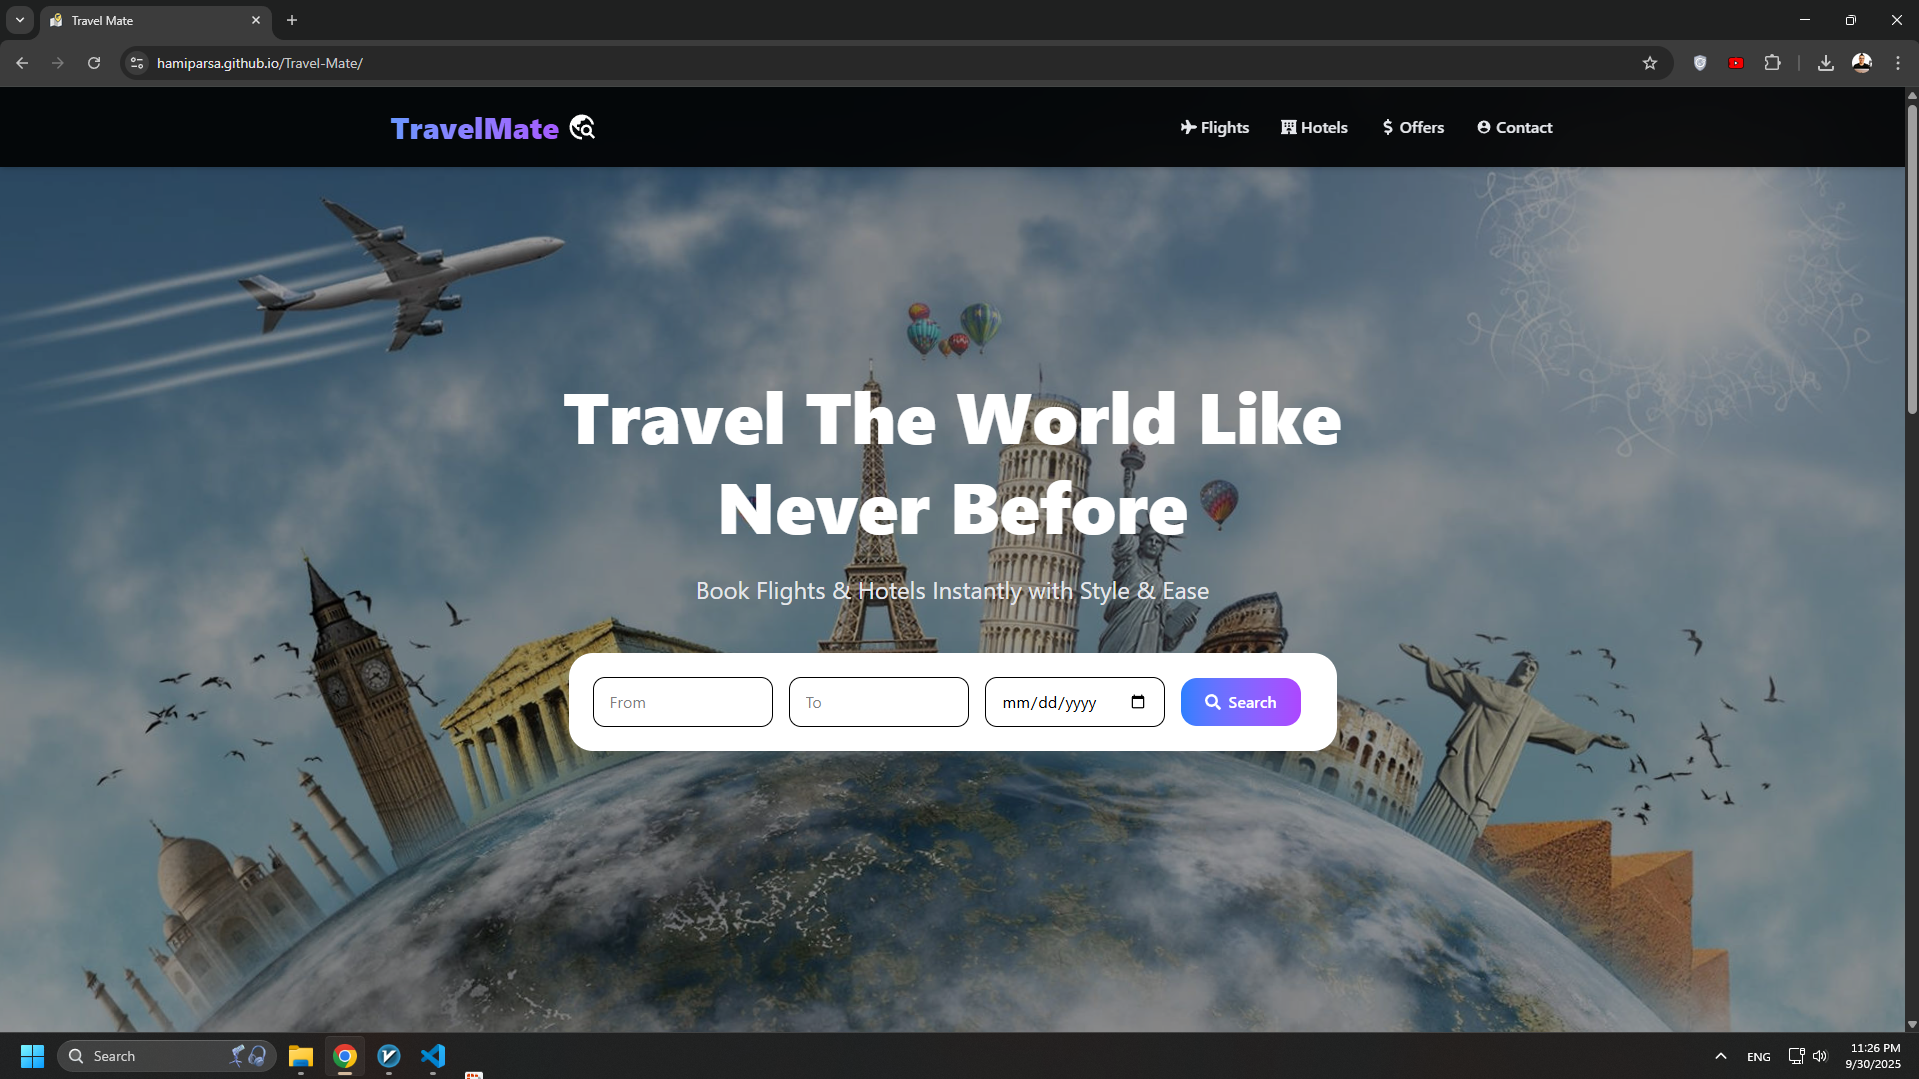 Travel Mate
hamiparsa.github.io/Travel-Mate/
TravelMate
Flights
Hotels
Offers
Contact
Travel The World Like
Never Before
Book Flights & Hotels Instantly with Style & Ease
From
To
mm/dd/yyyy
Search
Search
ENG
11:26 PM
9/30/2025